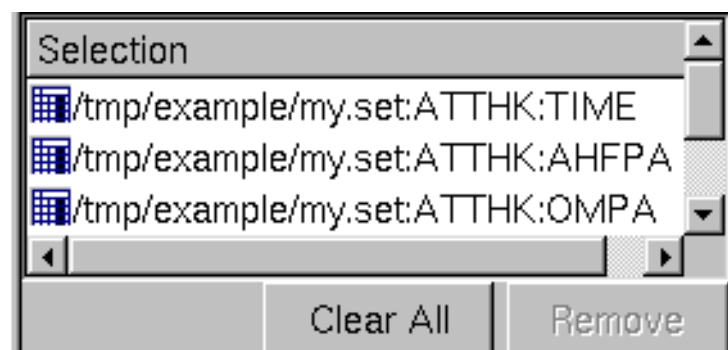 Selection
/tmp/example/my.set:ATTHK:TIME
/tmp/example/my.set:ATTHK:AHFPA
/tmp/example/my.set:ATTHK:OMPA
Clear All Remove